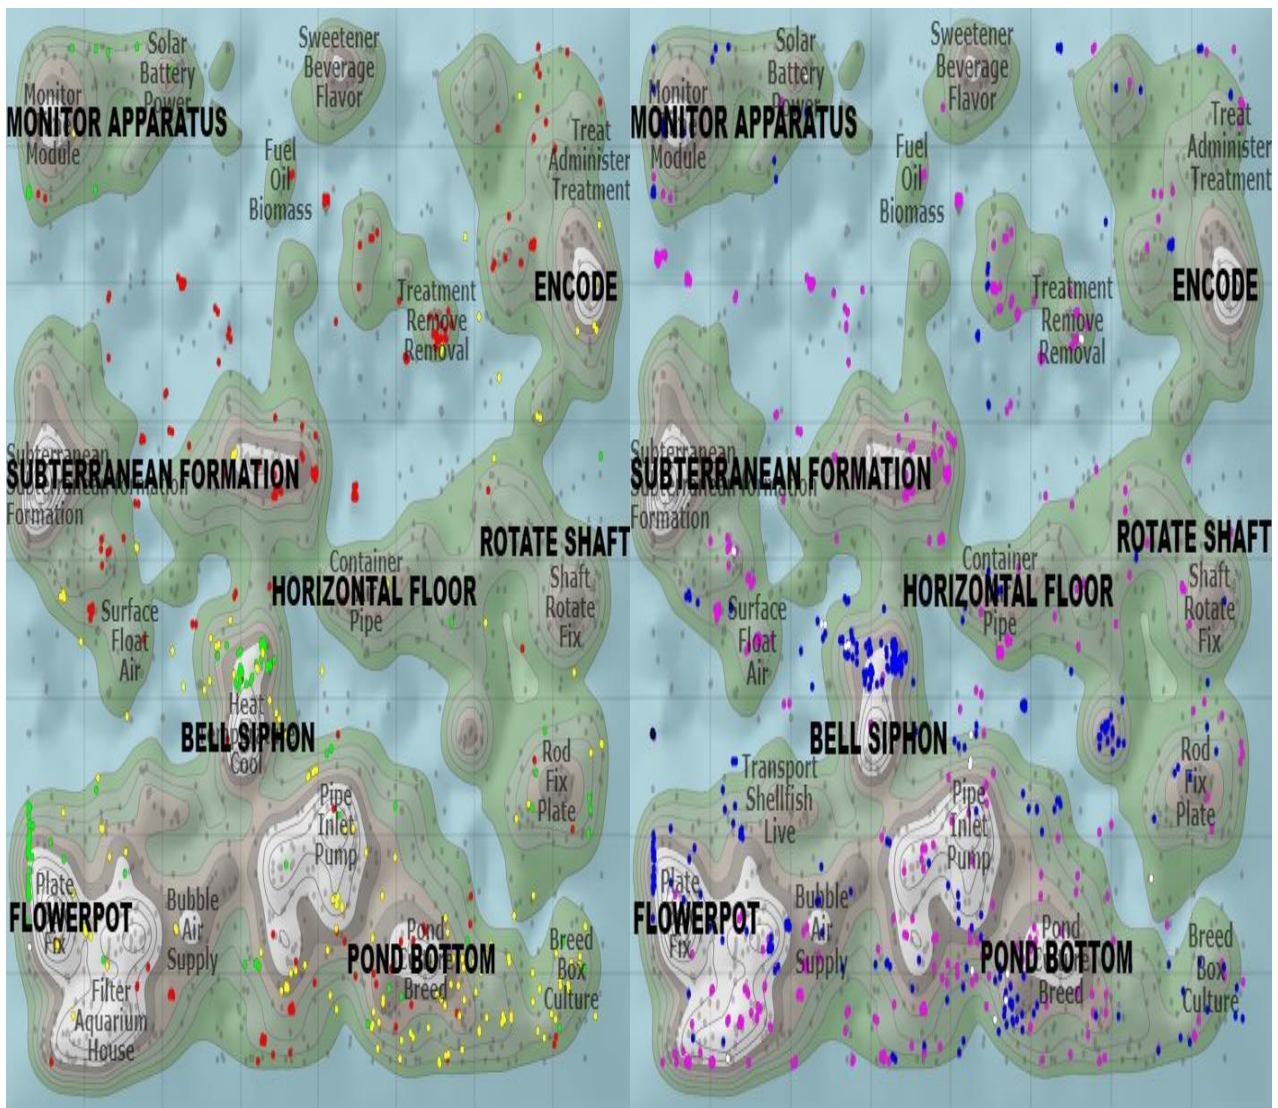 Solar
Battery
Power
Sweetener
Beverage
Flavor
Monitor
MONITOR APPARATUS
Module
Treat
Administer
Treatment
Fuel
Oil
Biomass
ENCODE
Treatment
Remove
Removal
Subterranean
SUBTERRANEAN FORMATION
Formation
ROTATE SHAFT
Container
HORIZONTAL FLOOR
Pipe
Shaft
Rotate
Fix
Surface
Float
Air
Heat
BELL SIPHON
Cool
Rod
Fix
Plate
Pipe
Inlet
Pump
Plate
FLOWERPOT
Fix
Bubble
Air
Supply
Pond
POND BOTTOM
Breed
Breed
Box
Culture
Filter
Aquarium
House
Solar
Battery
Power
Sweetener
Beverage
Flavor
Monitor
MONITOR APPARATUS
Module
Treat
Administer
Treatment
Fuel
Oil
Biomass
ENCODE
Treatment
Remove
Removal
Subterranean
SUBTERRANEAN FORMATION
Formation
ROTATE SHAFT
Container
HORIZONTAL FLOOR
Pipe
Shaft
Rotate
Fix
Surface
Float
Air
BELL SIPHON
Transport
Shellfish
Live
Rod
Fix
Plate
Pipe
Inlet
Pump
Plate
FLOWERPOT
Fix
Bubble
Air
Supply
Pond
POND BOTTOM
Breed
Breed
Box
Culture